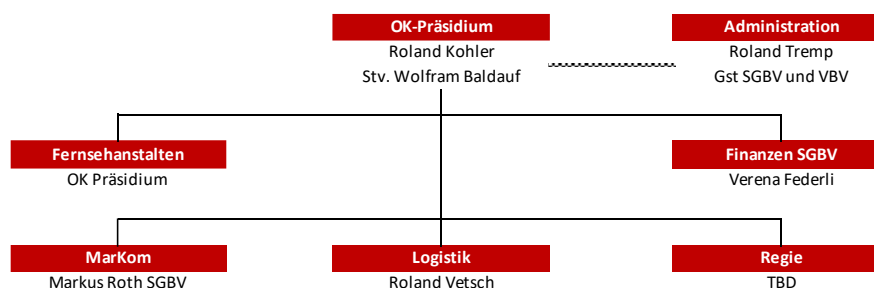 OK-Präsidium
Roland Kohler
Stv. Wolfram Baldauf
Administration
Roland Tremp
Gst SGBV und VBV
Fernsehanstalten
OK Präsidium
Finanzen SGBV
Verena Federli
MarKom
Markus Roth SGBV
Logistik
Roland Vetsch
Regie
TBD